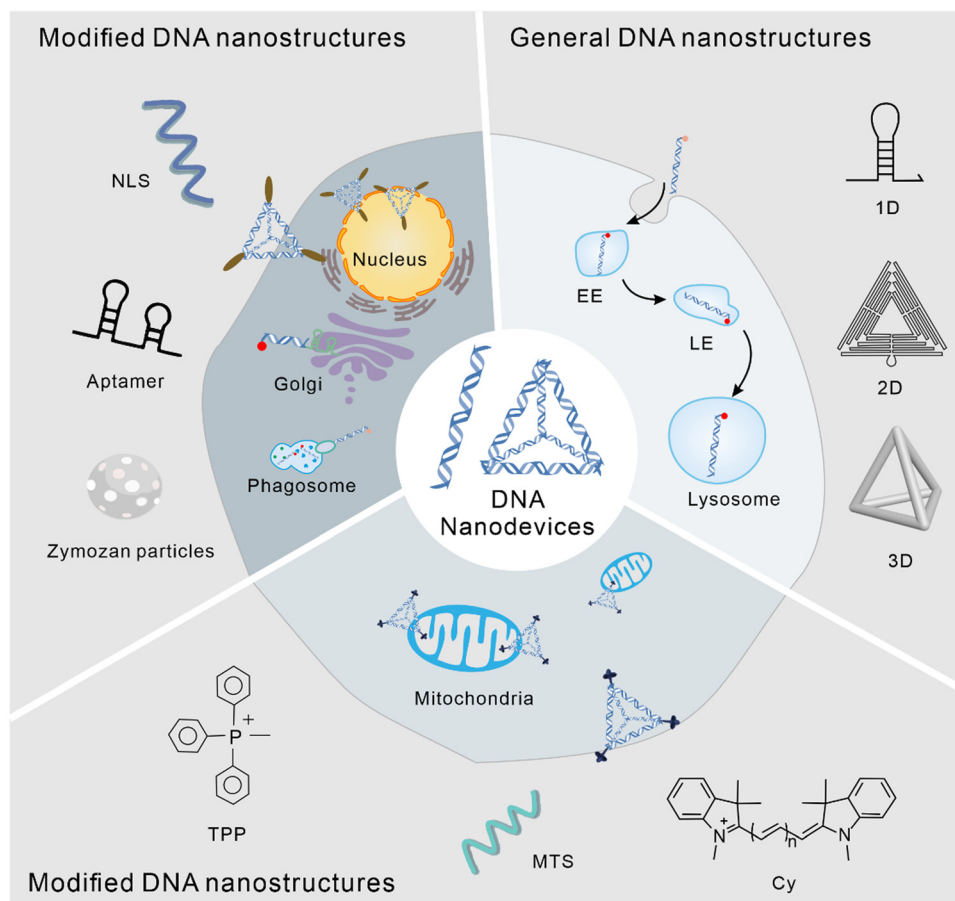 Modified DNA nanostructures
General DNA nanostructures
NLS
1D
Nucleus
EE
LE
Aptamer
Golgi
2D
Phagosome
Lysosome
DNA
Nanodevices
Zymozan particles
3D
Mitochondria
P
+
TPP
MTS
N
+
n
N
Cy
Modified DNA nanostructures